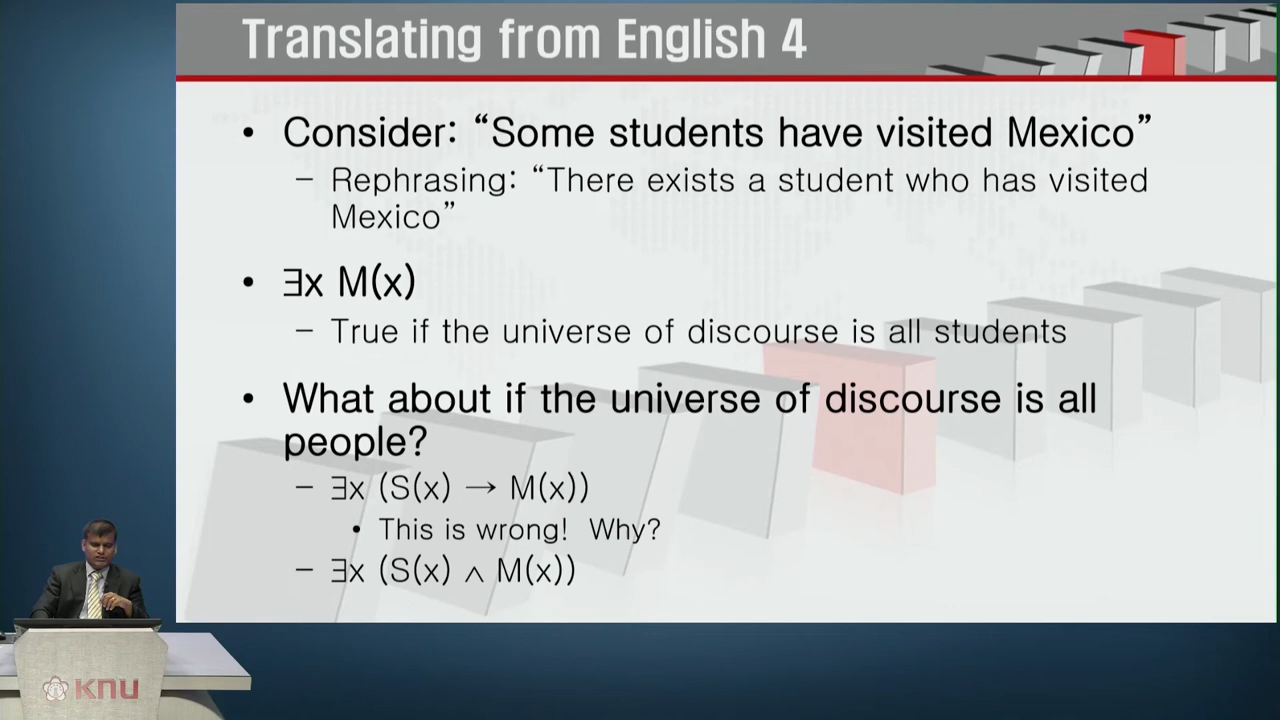 Translating from English 4
• Consider: “Some students have visited Mexico”
– Rephrasing: “There exists a student who has visited
Mexico”
• ∃x M(x)
– True if the universe of discourse is all students
• What about if the universe of discourse is all
people?
– ∃x (S(x) → M(x))
• This is wrong! Why?
– ∃x (S(x) ∧ M(x))
KNU